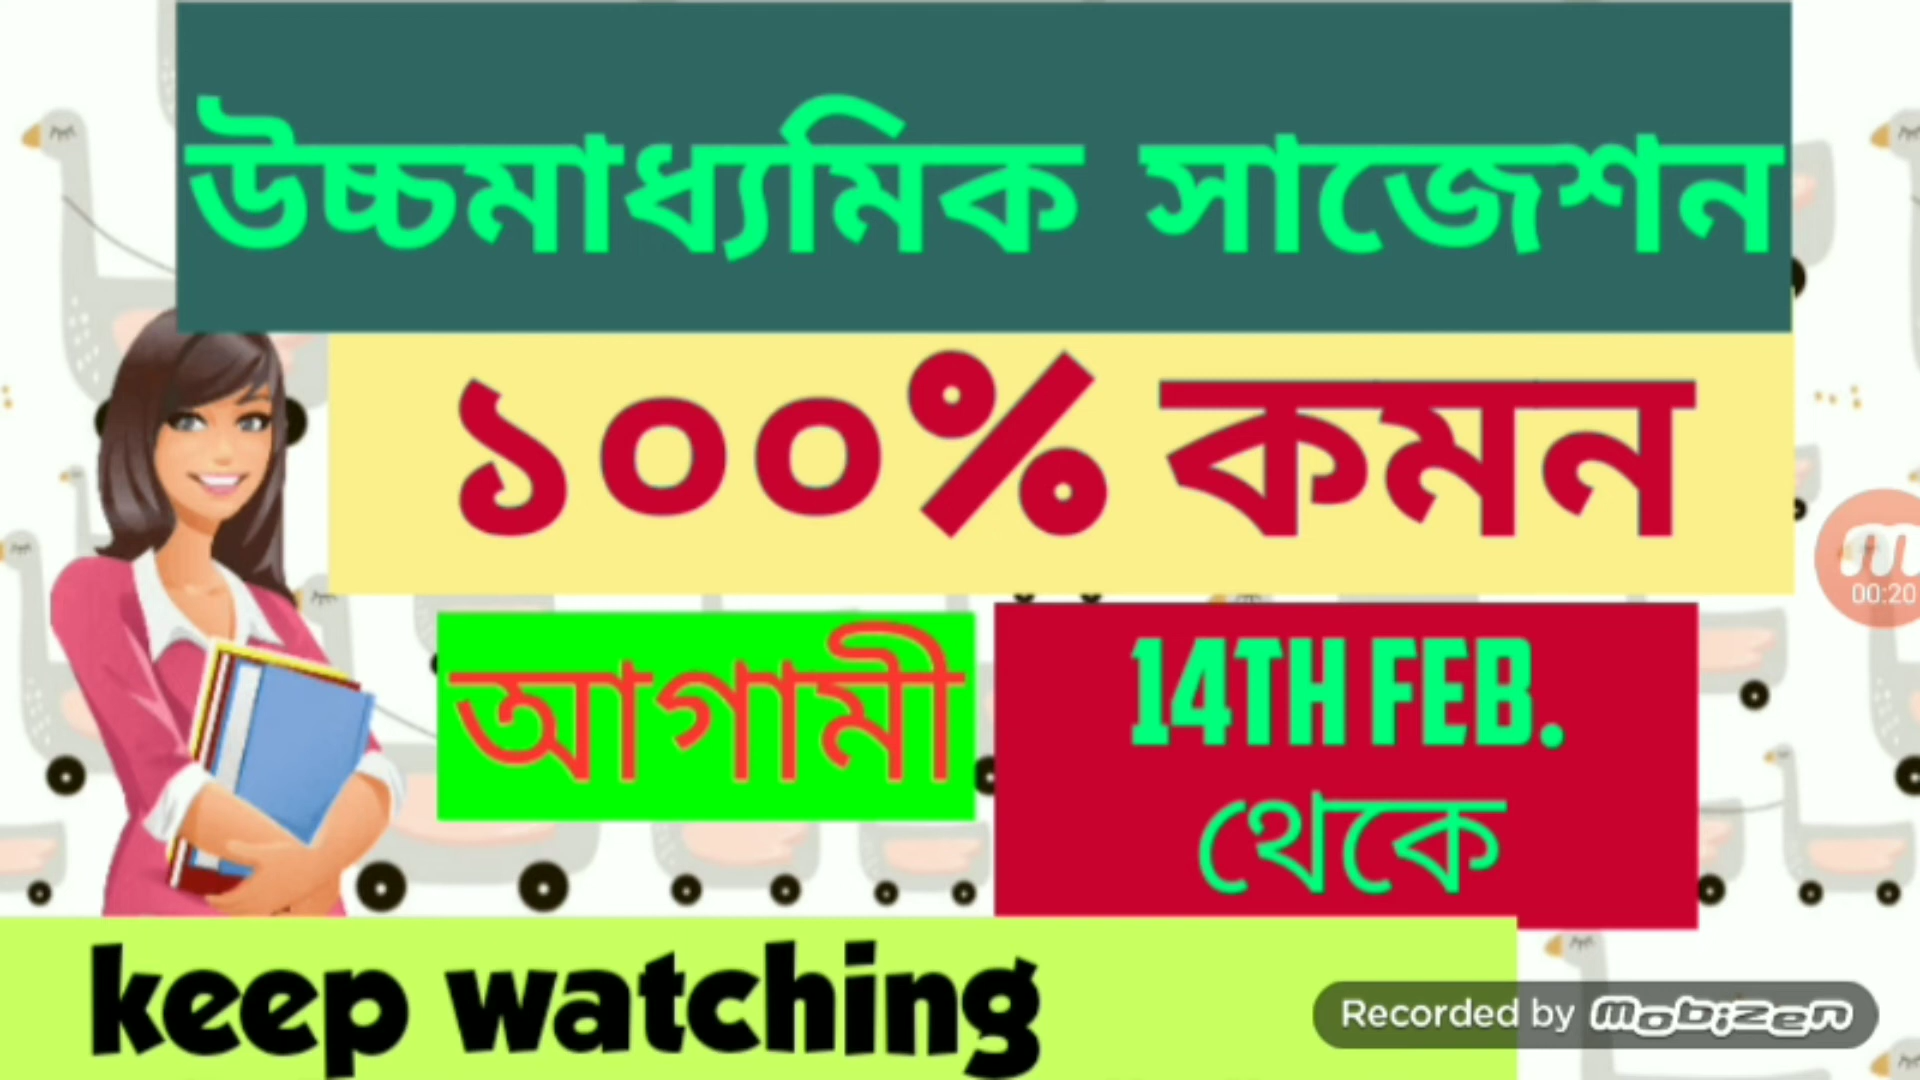 উচ্চমাধ্যমিক সাজেশন
১০০% কমন
আগামী
14TH FEB.
থেকে
keep watching
00:20
Recorded by mobizen